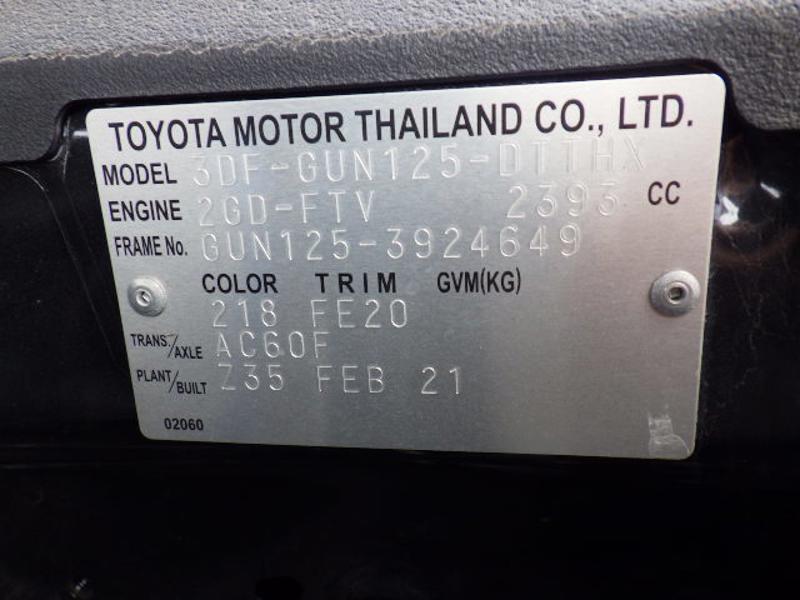 TOYOTA MOTOR THAILAND CO., LTD.
MODEL 3DF-GUN125-DTTHX
ENGINE 2GD-FTV 2393 CC
FRAME No. GUN125-3924649
COLOR TRIM GVM(KG)
218 FE20
TRANS./AXLE AC60F
PLANT/BUILT Z35 FEB 21
02060